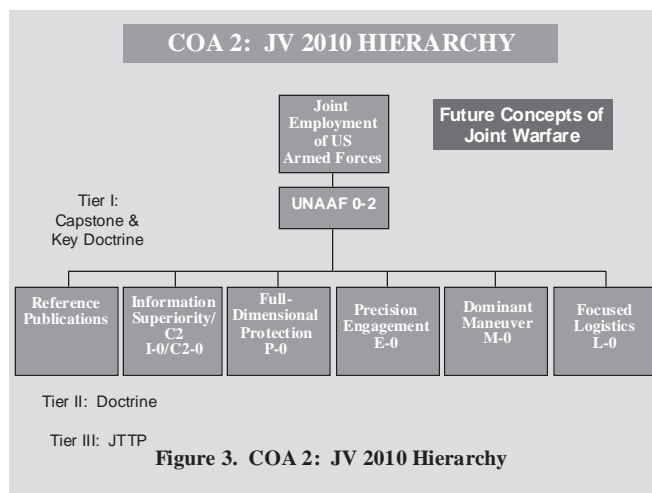 COA 2: JV 2010 HIERARCHY
Joint
Employment
of US
Armed Forces
Future Concepts of
Joint Warfare
UNAAF 0-2
Tier I:
Capstone &
Key Doctrine
Reference
Publications
Information
Superiority/
C2
I-0/C2-0
Full-
Dimensional
Protection
P-0
Precision
Engagement
E-0
Dominant
Maneuver
M-0
Focused
Logistics
L-0
Tier II: Doctrine
Tier III: JTTP
Figure 3. COA 2: JV 2010 Hierarchy